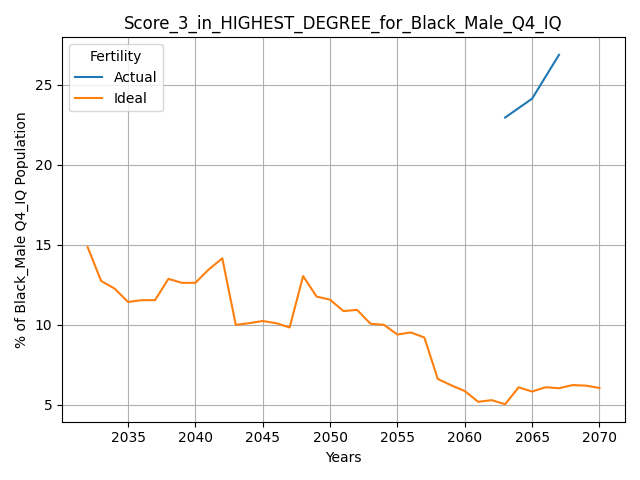 Score_3_in_HIGHEST_DEGREE_for_Black_Male_Q4_IQ
Fertility
Actual
Ideal
% of Black_Male Q4_IQ Population
25
20
15
10
5
2035 2040 2045 2050 2055 2060 2065 2070
Years